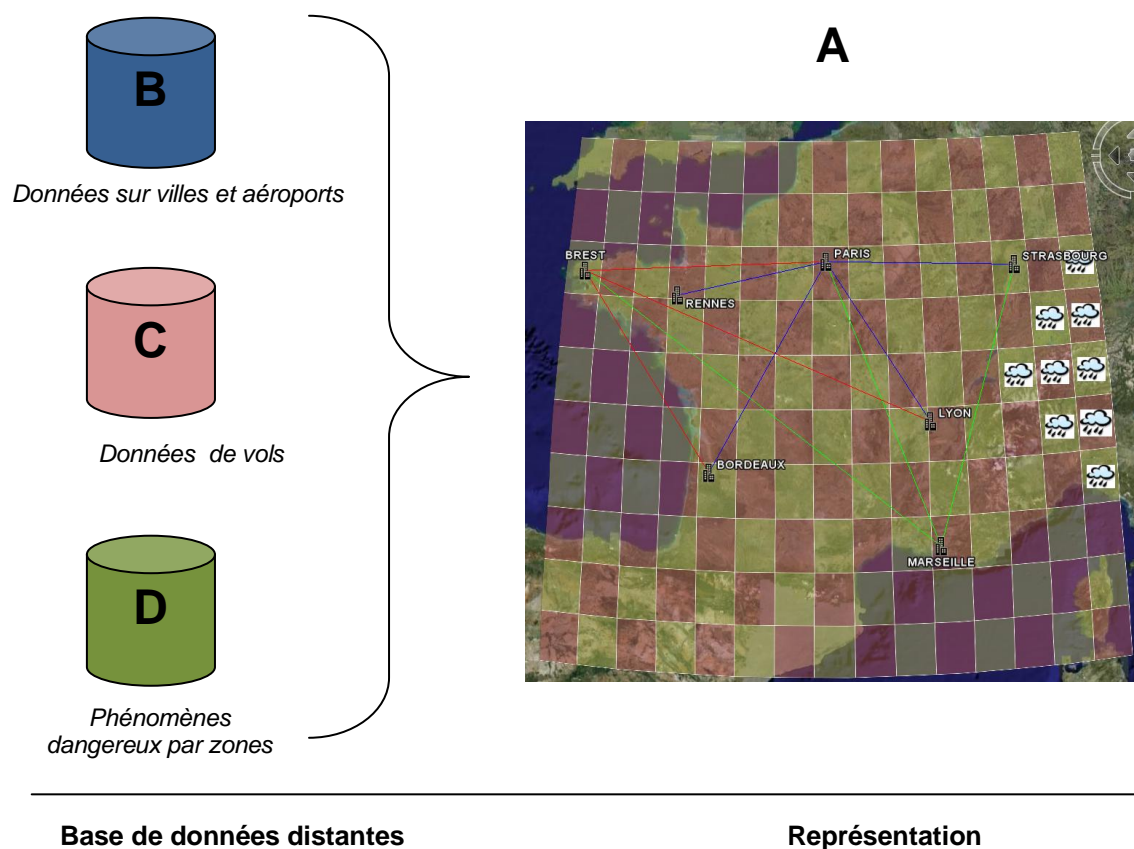 B
Données sur villes et aéroports
C
Données de vols
D
Phénomènes
dangereux par zones
A
BREST
PARIS
STRASBOURG
RENNES
LYON
BORDEAUX
MARSEILLE
Base de données distantes
Représentation